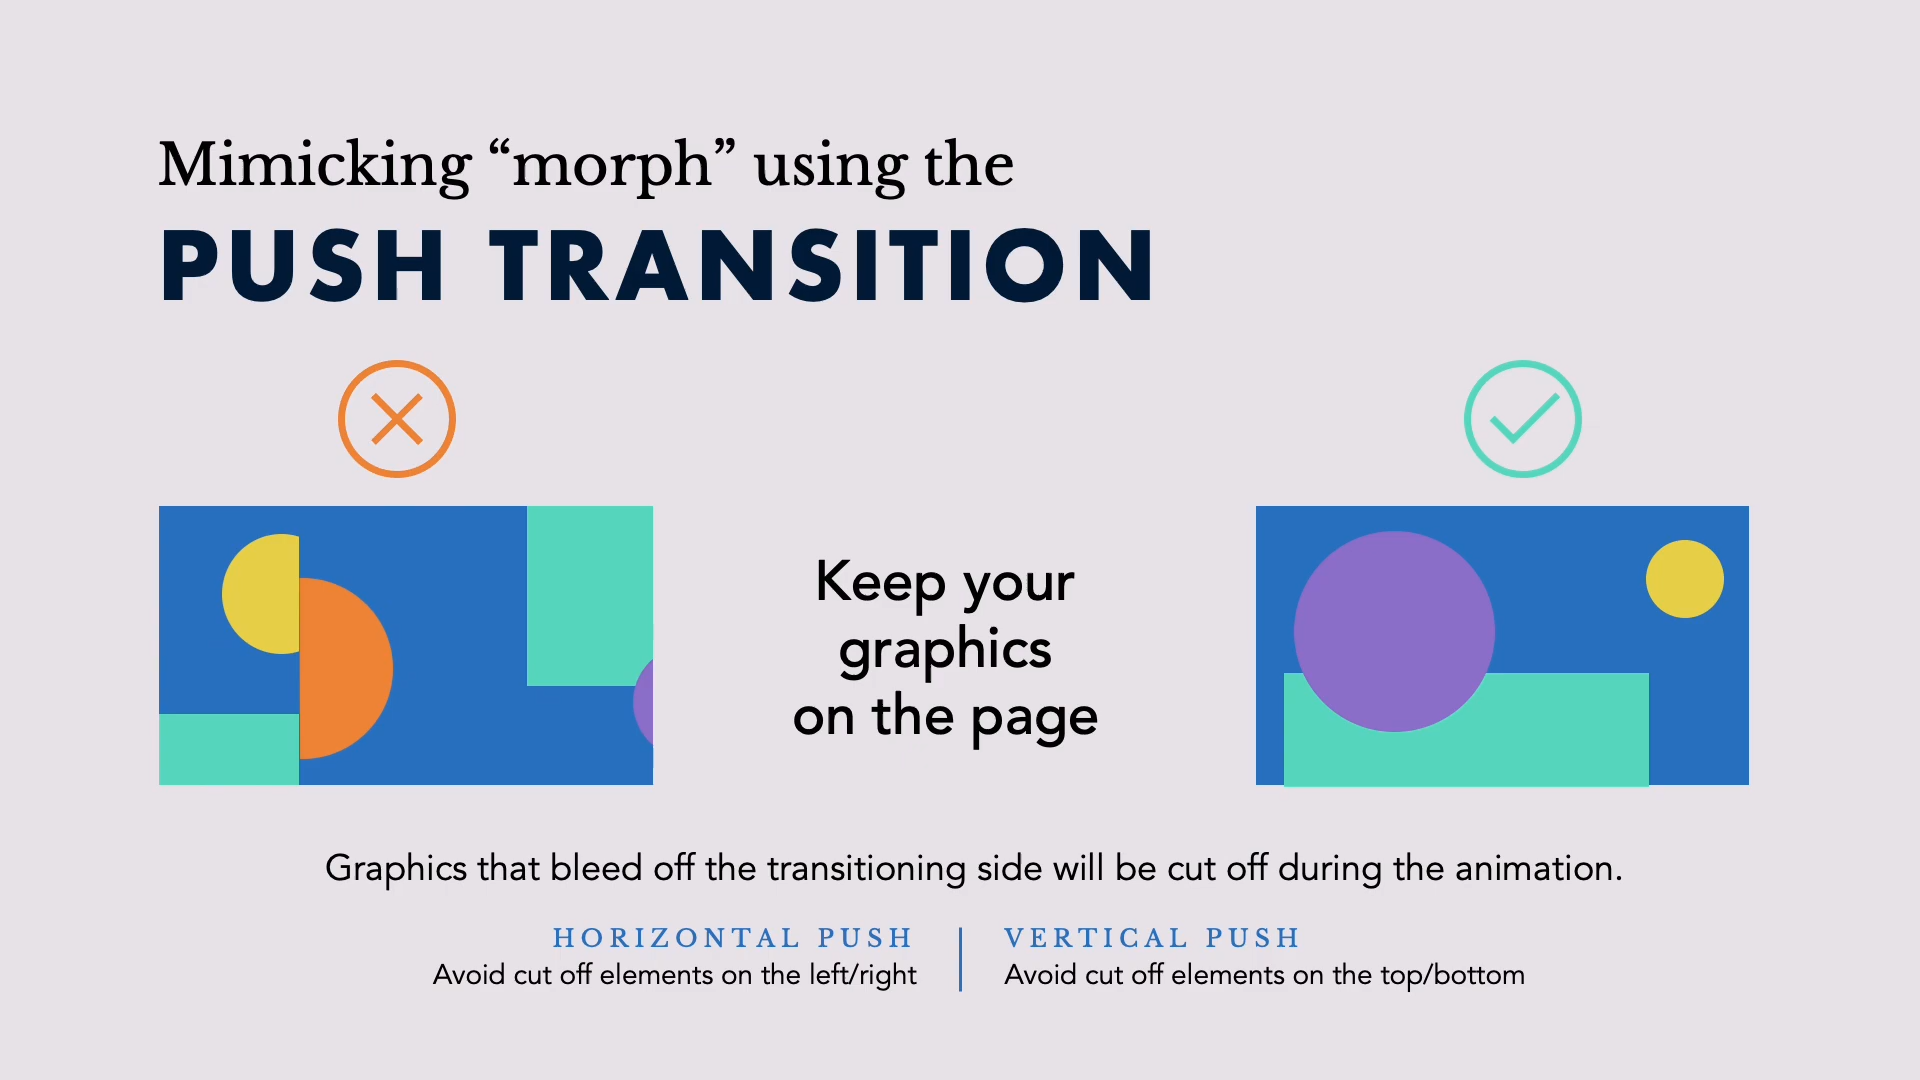 Mimicking “morph” using the
PUSH TRANSITION
Keep your
graphics
on the page
Graphics that bleed off the transitioning side will be cut off during the animation.
HORIZONTAL PUSH
Avoid cut off elements on the left/right
VERTICAL PUSH
Avoid cut off elements on the top/bottom